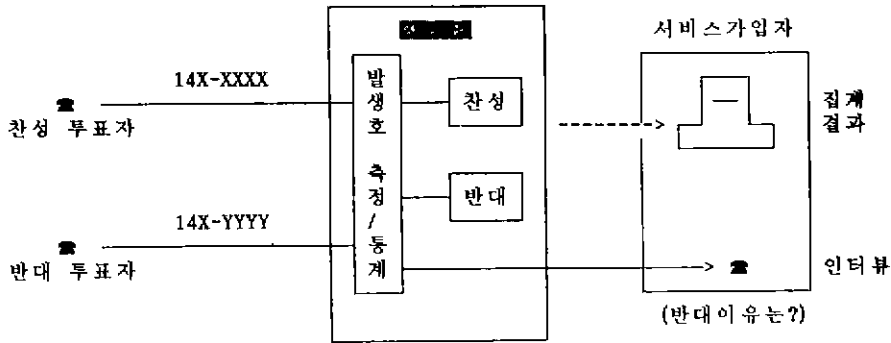 서비스가입자
14X-XXXX
찬성 투표자
발생호 측정/통계
찬성
집계
결과
반대
14X-YYYY
반대 투표자
인터뷰
(반대이유는?)